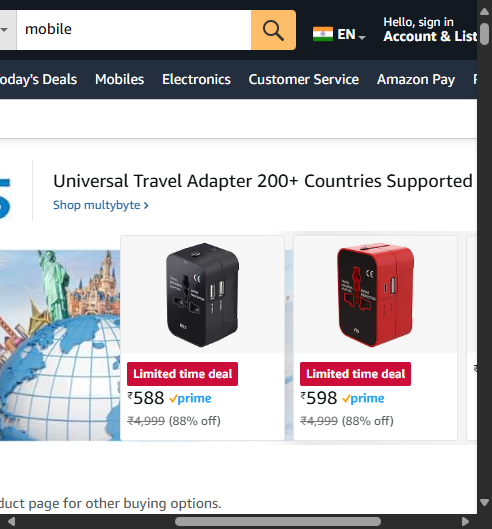 mobile
EN
Hello, sign in
Account & List
oday's Deals Mobiles Electronics Customer Service Amazon Pay
Universal Travel Adapter 200+ Countries Supported
Shop multybyte ›
Limited time deal
₹588 prime
₹4,999 (88% off)
Limited time deal
₹598 prime
₹4,999 (88% off)
duct page for other buying options.